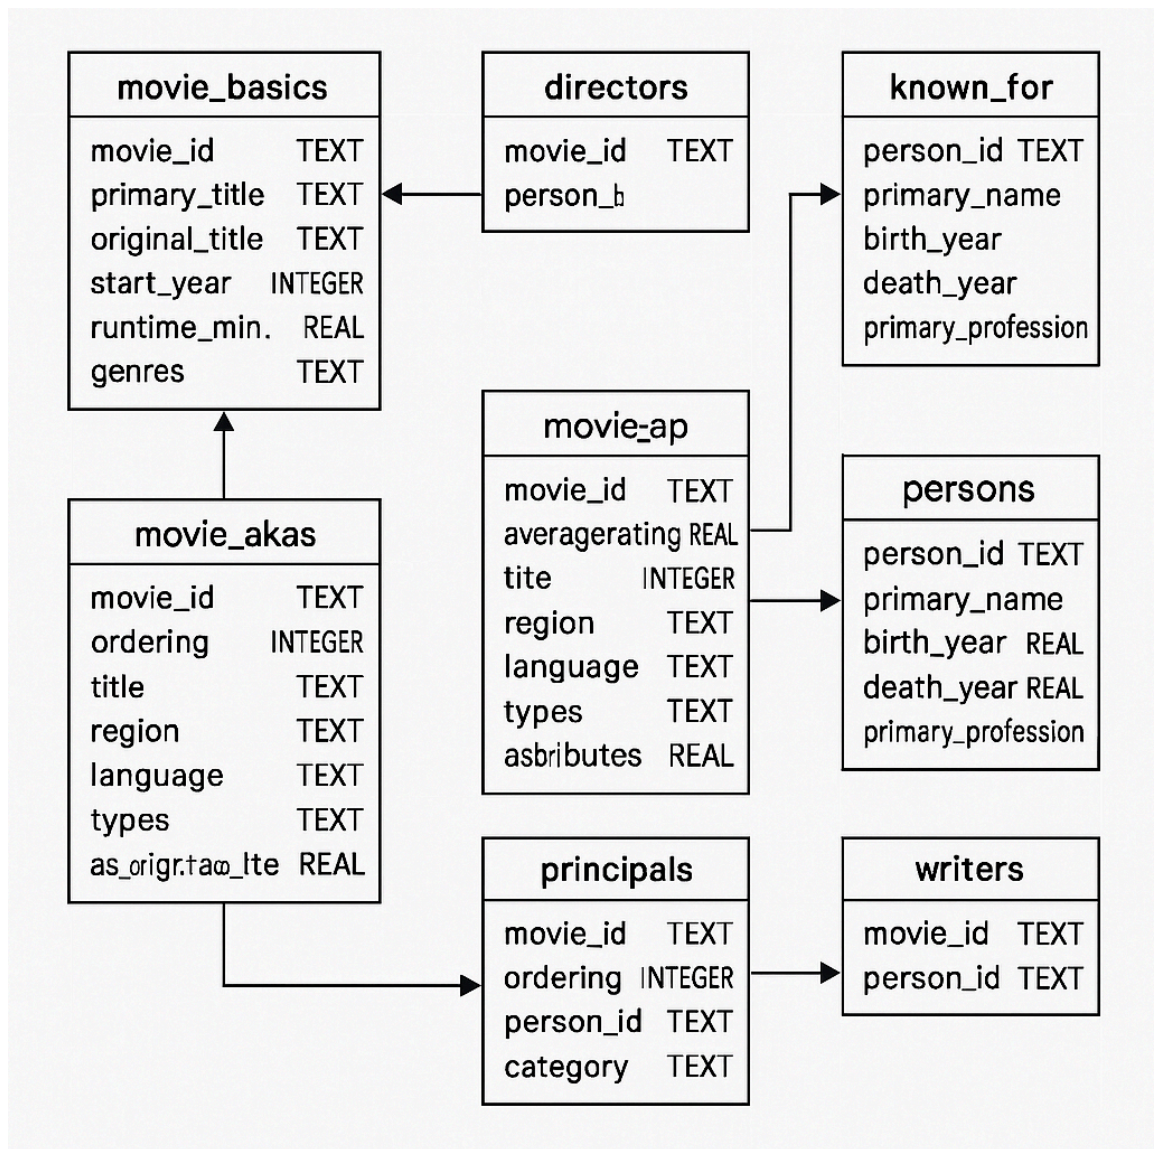 movie_basics
movie_id TEXT
primary_title TEXT
original_title TEXT
start_year INTEGER
runtime_min. REAL
genres TEXT
directors
movie_id TEXT
person_b
known_for
person_id TEXT
primary_name
birth_year
death_year
primary_profession
movie_akas
movie_id TEXT
ordering INTEGER
title TEXT
region TEXT
language TEXT
types TEXT
REAL
movie-ap
movie_id TEXT
averagerating REAL
tite INTEGER
region TEXT
language TEXT
types TEXT
asbributes REAL
persons
person_id TEXT
primary_name
birth_year REAL
death_year REAL
primary_profession
principals
movie_id TEXT
ordering INTEGER
person_id TEXT
category TEXT
writers
movie_id TEXT
person_id TEXT